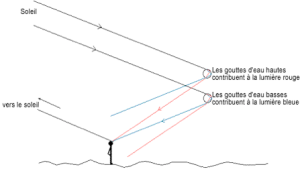 Soleil
Les gouttes d'eau hautes
contribuent à la lumière rouge
Les gouttes d'eau basses
contribuent à la lumière bleue
vers le soleil